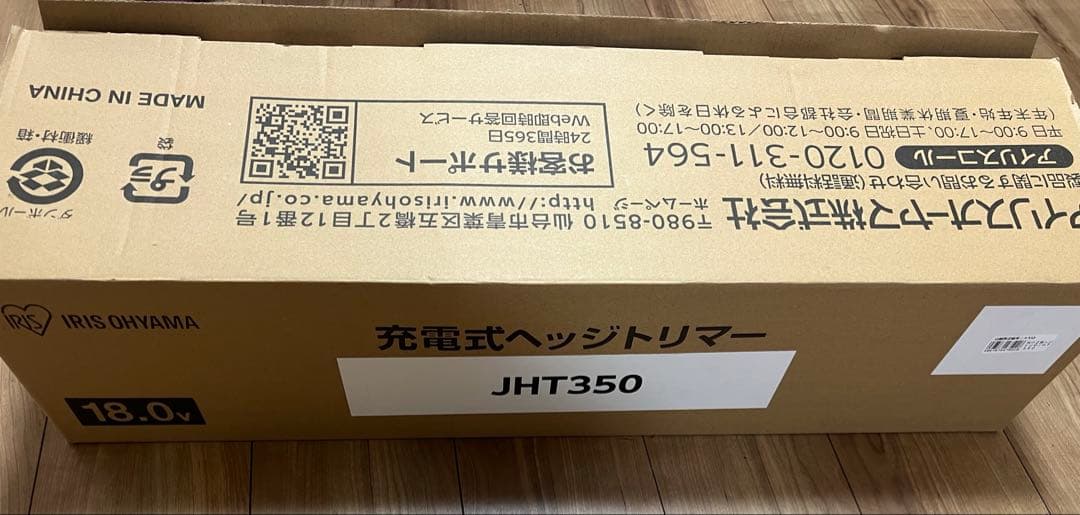 アイリスオーヤマ株式会社
〒980-8510 仙台市青葉区五橋2丁目12番1号
ホームページ http://www.irisohyama.co.jp/
製品に関するお問い合わせ(通話料無料)
アイリスコール 0120-311-564
平日 9:00〜17:00、土日祝日 9:00〜12:00/13:00〜17:00
(年末年始・夏期休業期間・会社都合による休日を除く)
お客様サポート
24時間365日
Web即時回答サービス
ダンボール
緩衝材・箱
プラ
袋
MADE IN CHINA
IRIS
IRIS OHYAMA
充電式ヘッジトリマー
JHT350
18.0V